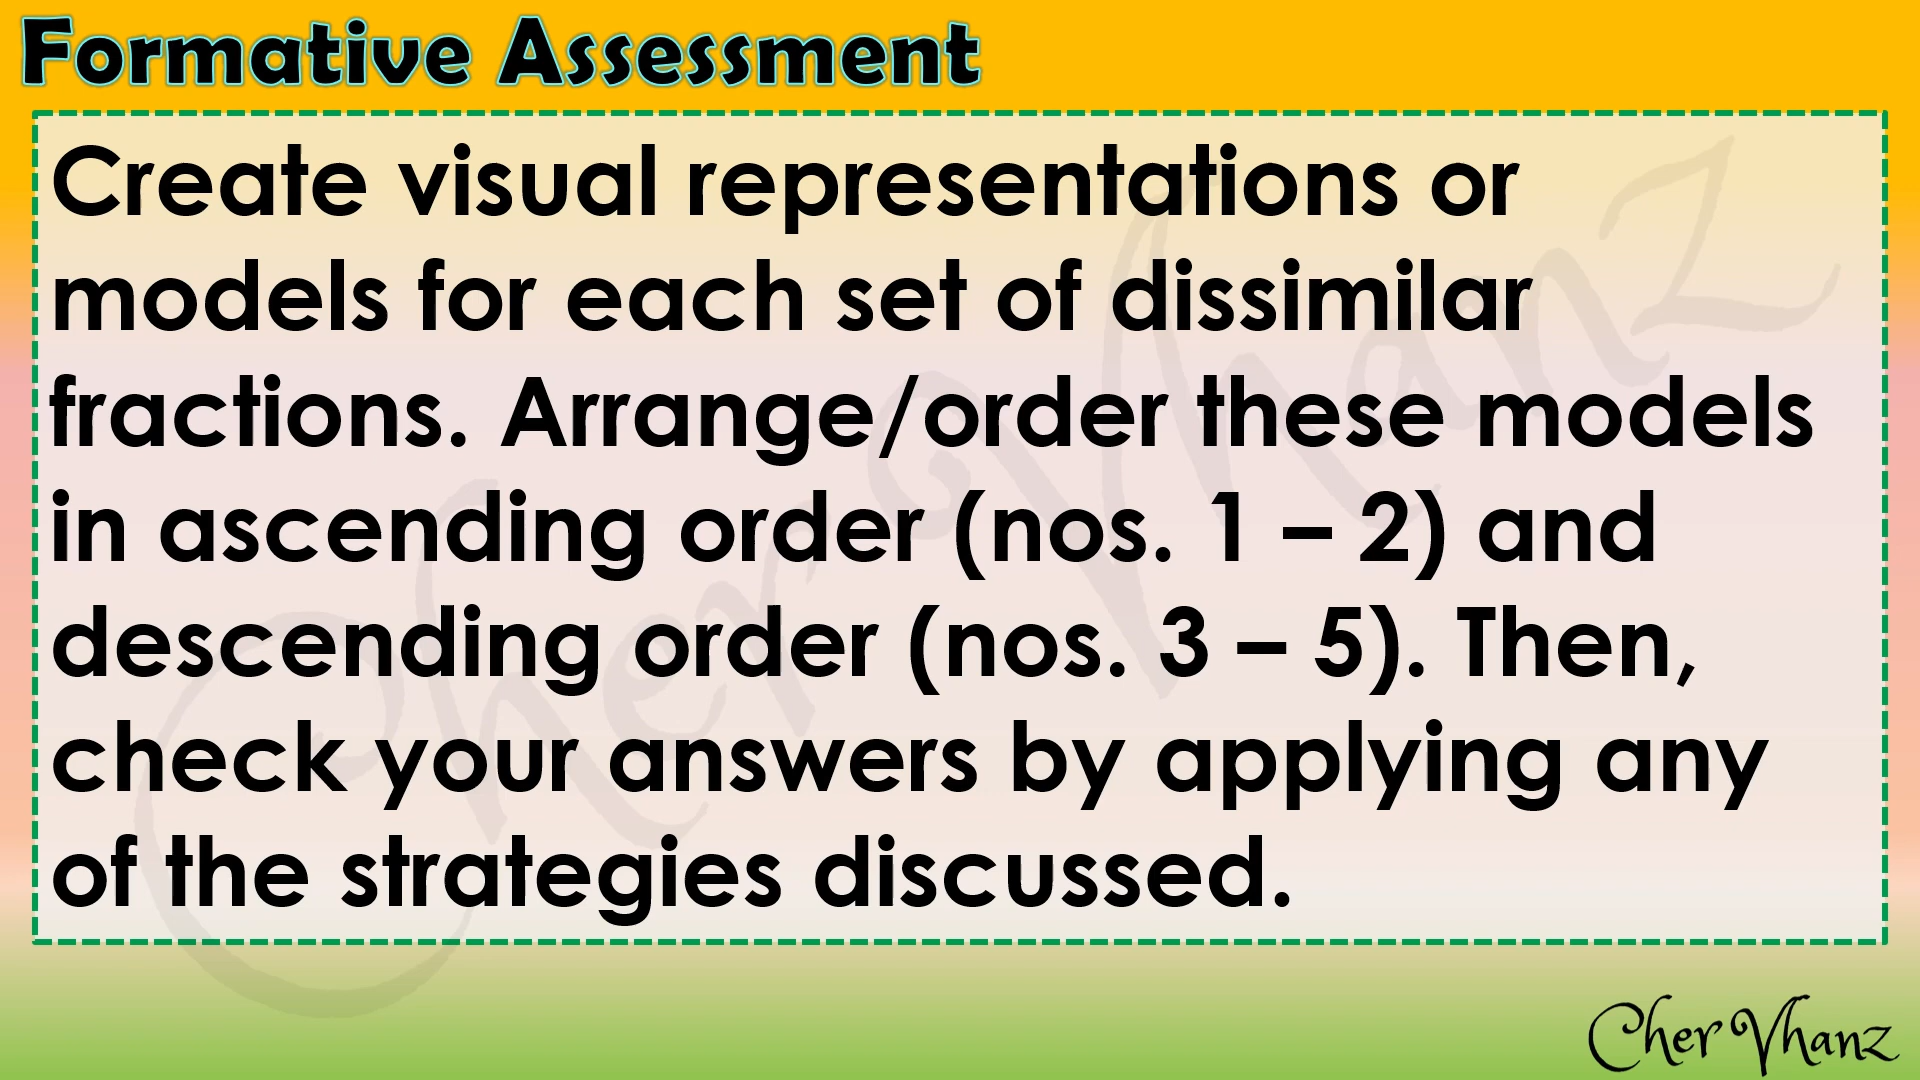 Formative Assessment
Create visual representations or
models for each set of dissimilar
fractions. Arrange/order these models
in ascending order (nos. 1 – 2) and
descending order (nos. 3 – 5). Then,
check your answers by applying any
of the strategies discussed.
Cher Vhanz
Cher Vhanz